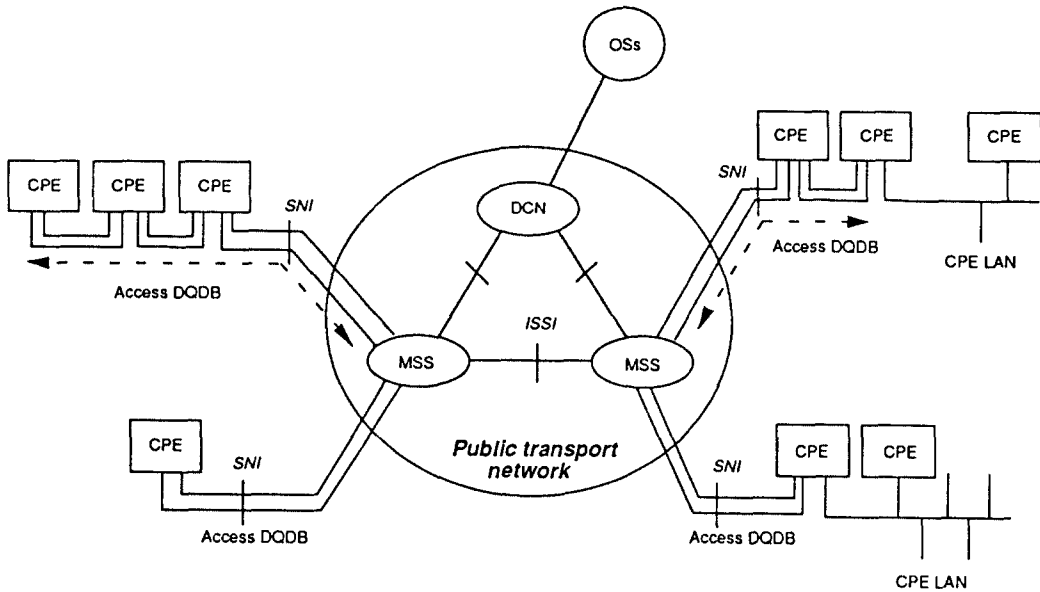 OSs
CPE
CPE
CPE
CPE
CPE
CPE
SNI
SNI
DCN
Access DQDB
CPE LAN
Access DQDB
ISSI
MSS
MSS
CPE
Public transport
network
CPE
CPE
SNI
SNI
Access DQDB
Access DQDB
CPE LAN